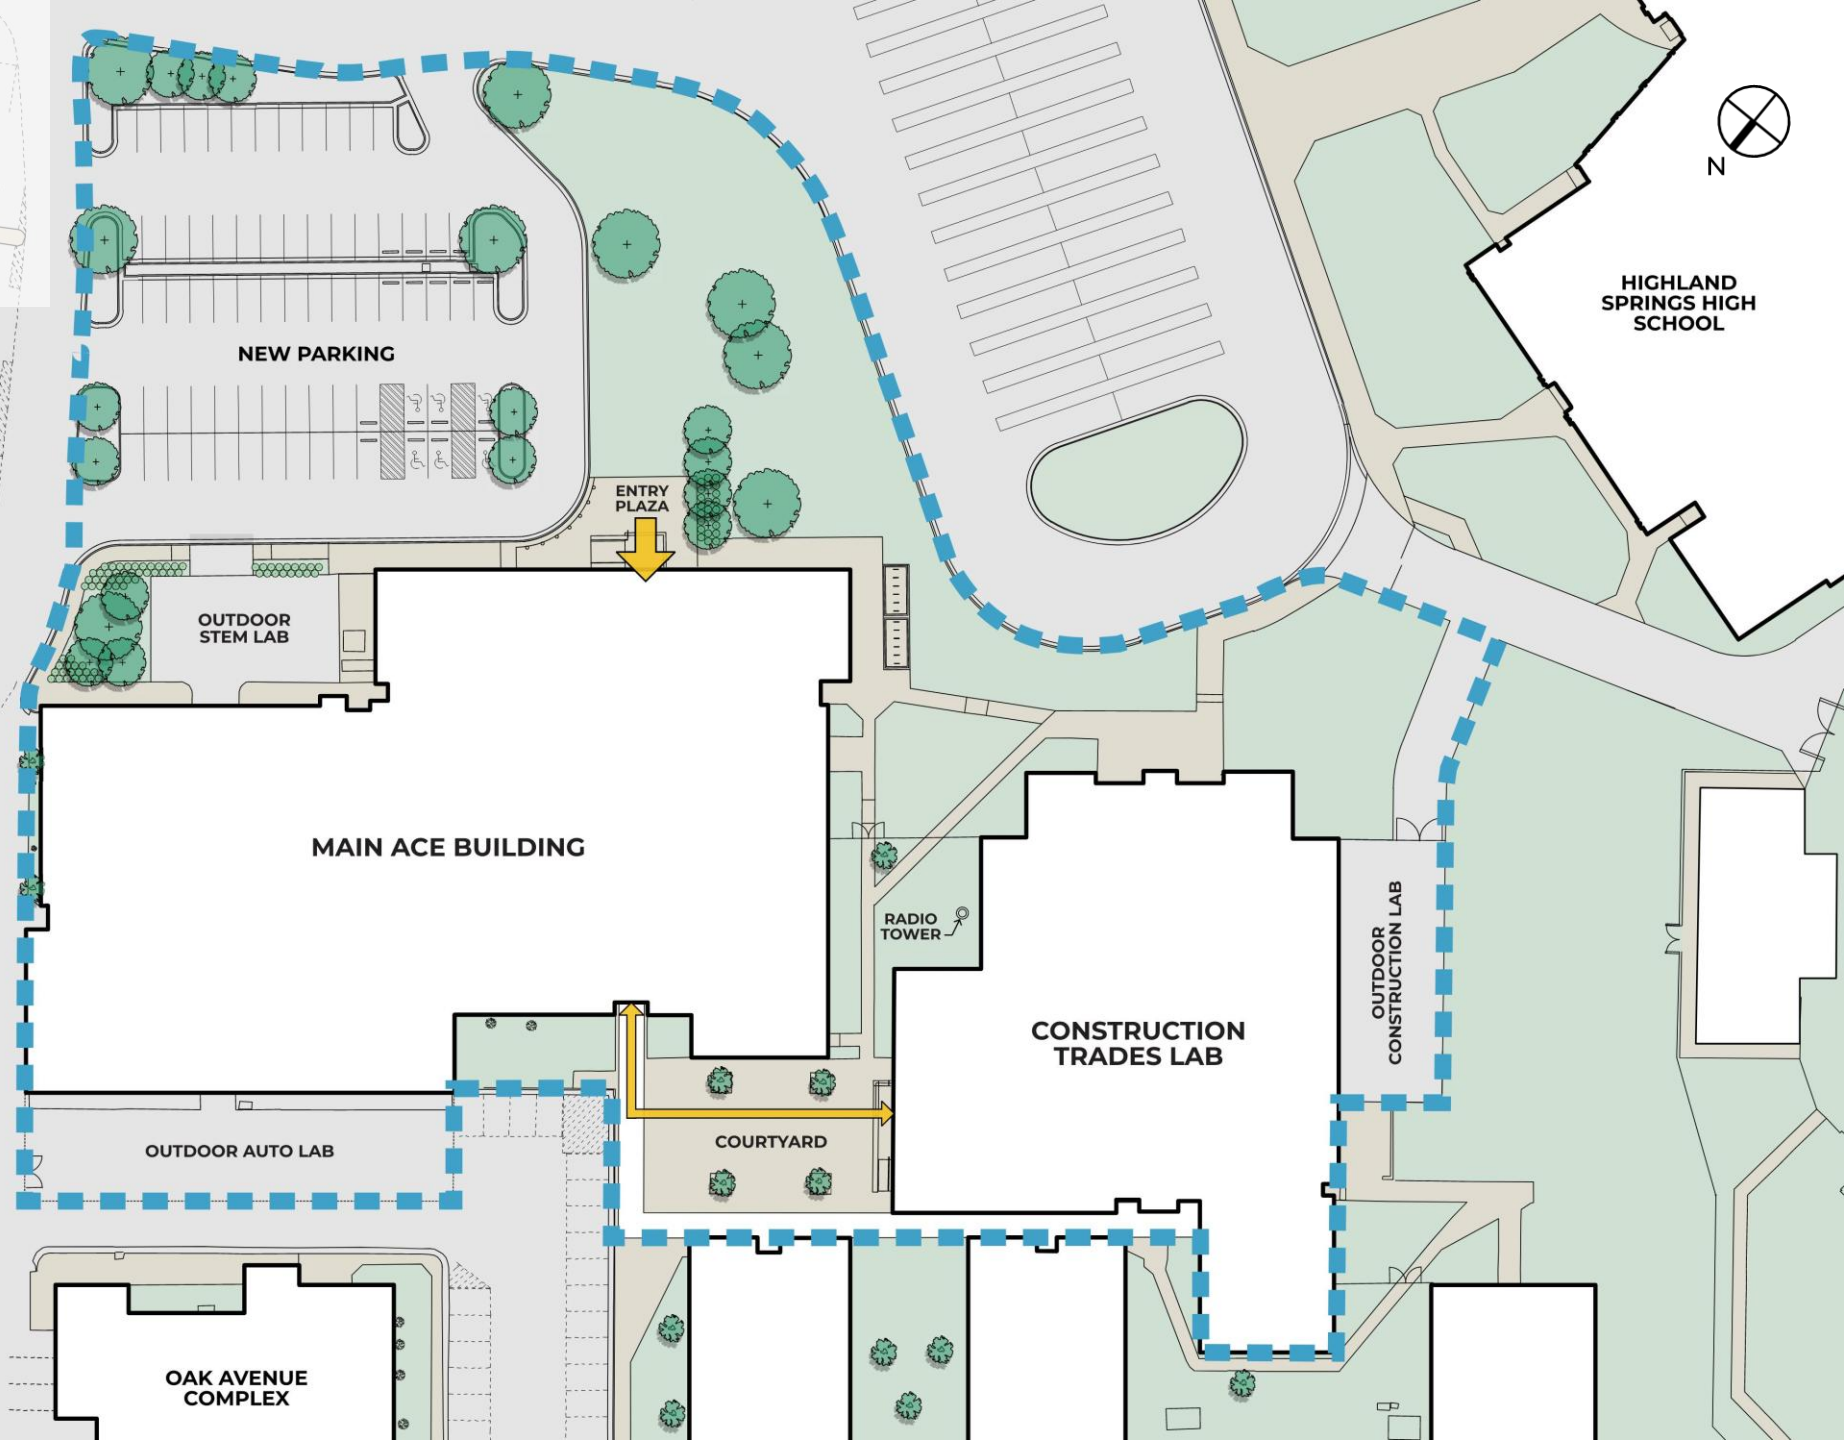 N
HIGHLAND
SPRINGS HIGH
SCHOOL
NEW PARKING
ENTRY
PLAZA
OUTDOOR
STEM LAB
MAIN ACE BUILDING
RADIO
TOWER
OUTDOOR
CONSTRUCTION LAB
CONSTRUCTION
TRADES LAB
COURTYARD
OUTDOOR AUTO LAB
OAK AVENUE
COMPLEX